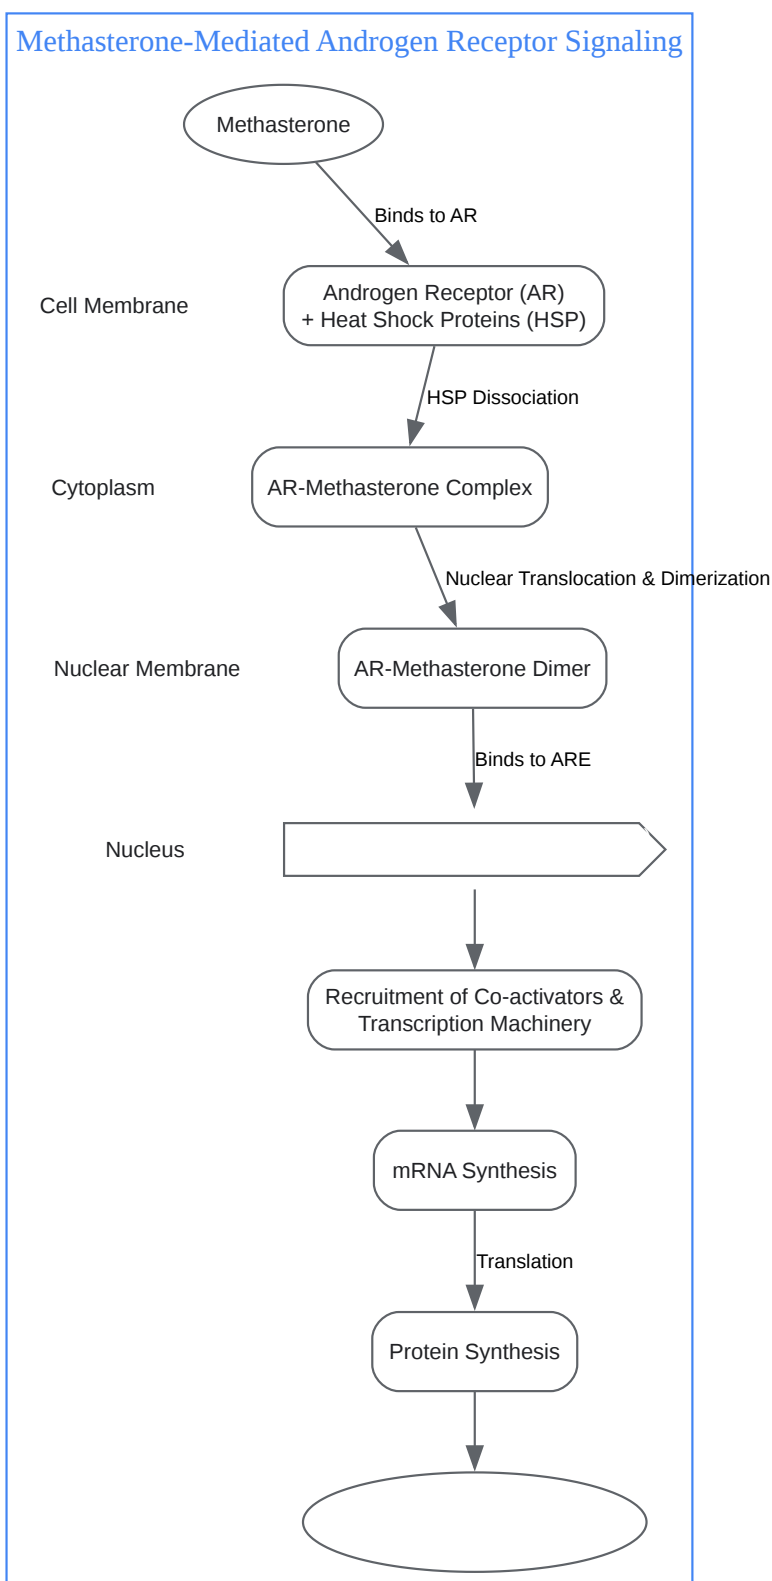 Methasterone-Mediated Androgen Receptor Signaling
Methasterone
Binds to AR
Cell Membrane
Androgen Receptor (AR)
+ Heat Shock Proteins (HSP)
HSP Dissociation
Cytoplasm
AR-Methasterone Complex
Nuclear Translocation & Dimerization
Nuclear Membrane
AR-Methasterone Dimer
Binds to ARE
Nucleus
Recruitment of Co-activators &
Transcription Machinery
mRNA Synthesis
Translation
Protein Synthesis